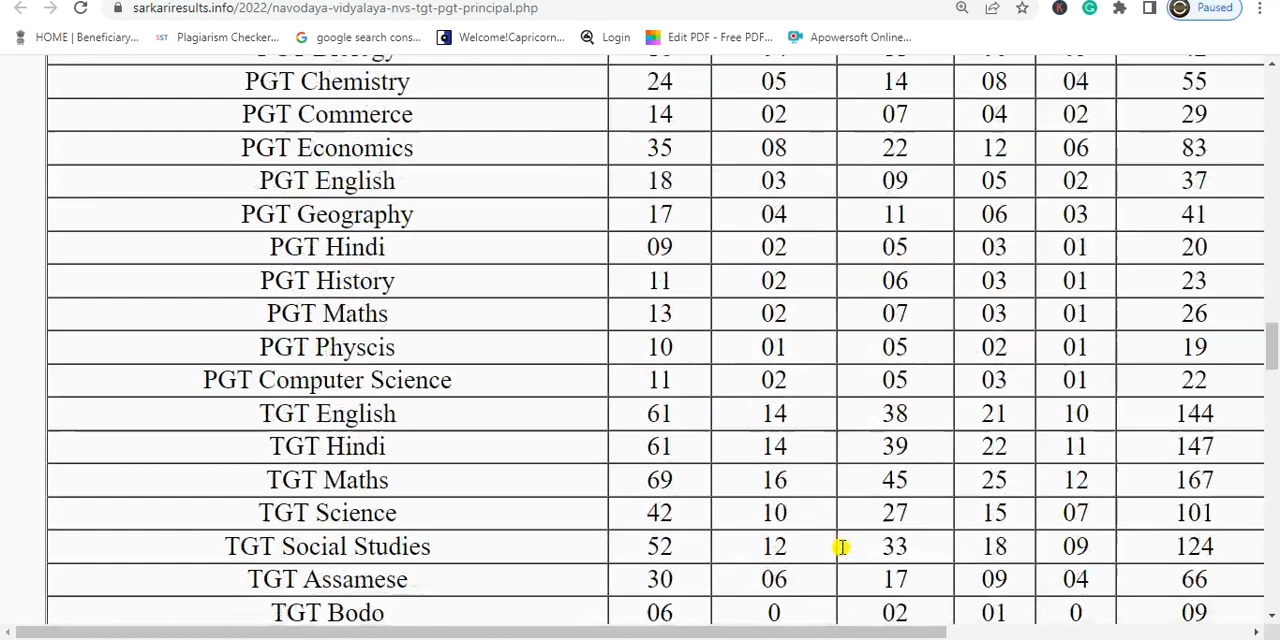 sarkariresults.info/2022/navodaya-vidyalaya-nvs-tgt-pgt-principal.php
K
G
Paused
HOME | Beneficiary... SST Plagiarism Checker... G google search cons... Welcome!Capricorn... Login Edit PDF - Free PDF... Apowersoft Online...
PGT Chemistry 24 05 14 08 04 55
PGT Commerce 14 02 07 04 02 29
PGT Economics 35 08 22 12 06 83
PGT English 18 03 09 05 02 37
PGT Geography 17 04 11 06 03 41
PGT Hindi 09 02 05 03 01 20
PGT History 11 02 06 03 01 23
PGT Maths 13 02 07 03 01 26
PGT Physcis 10 01 05 02 01 19
PGT Computer Science 11 02 05 03 01 22
TGT English 61 14 38 21 10 144
TGT Hindi 61 14 39 22 11 147
TGT Maths 69 16 45 25 12 167
TGT Science 42 10 27 15 07 101
TGT Social Studies 52 12 33 18 09 124
TGT Assamese 30 06 17 09 04 66
TGT Bodo 06 0 02 01 0 09